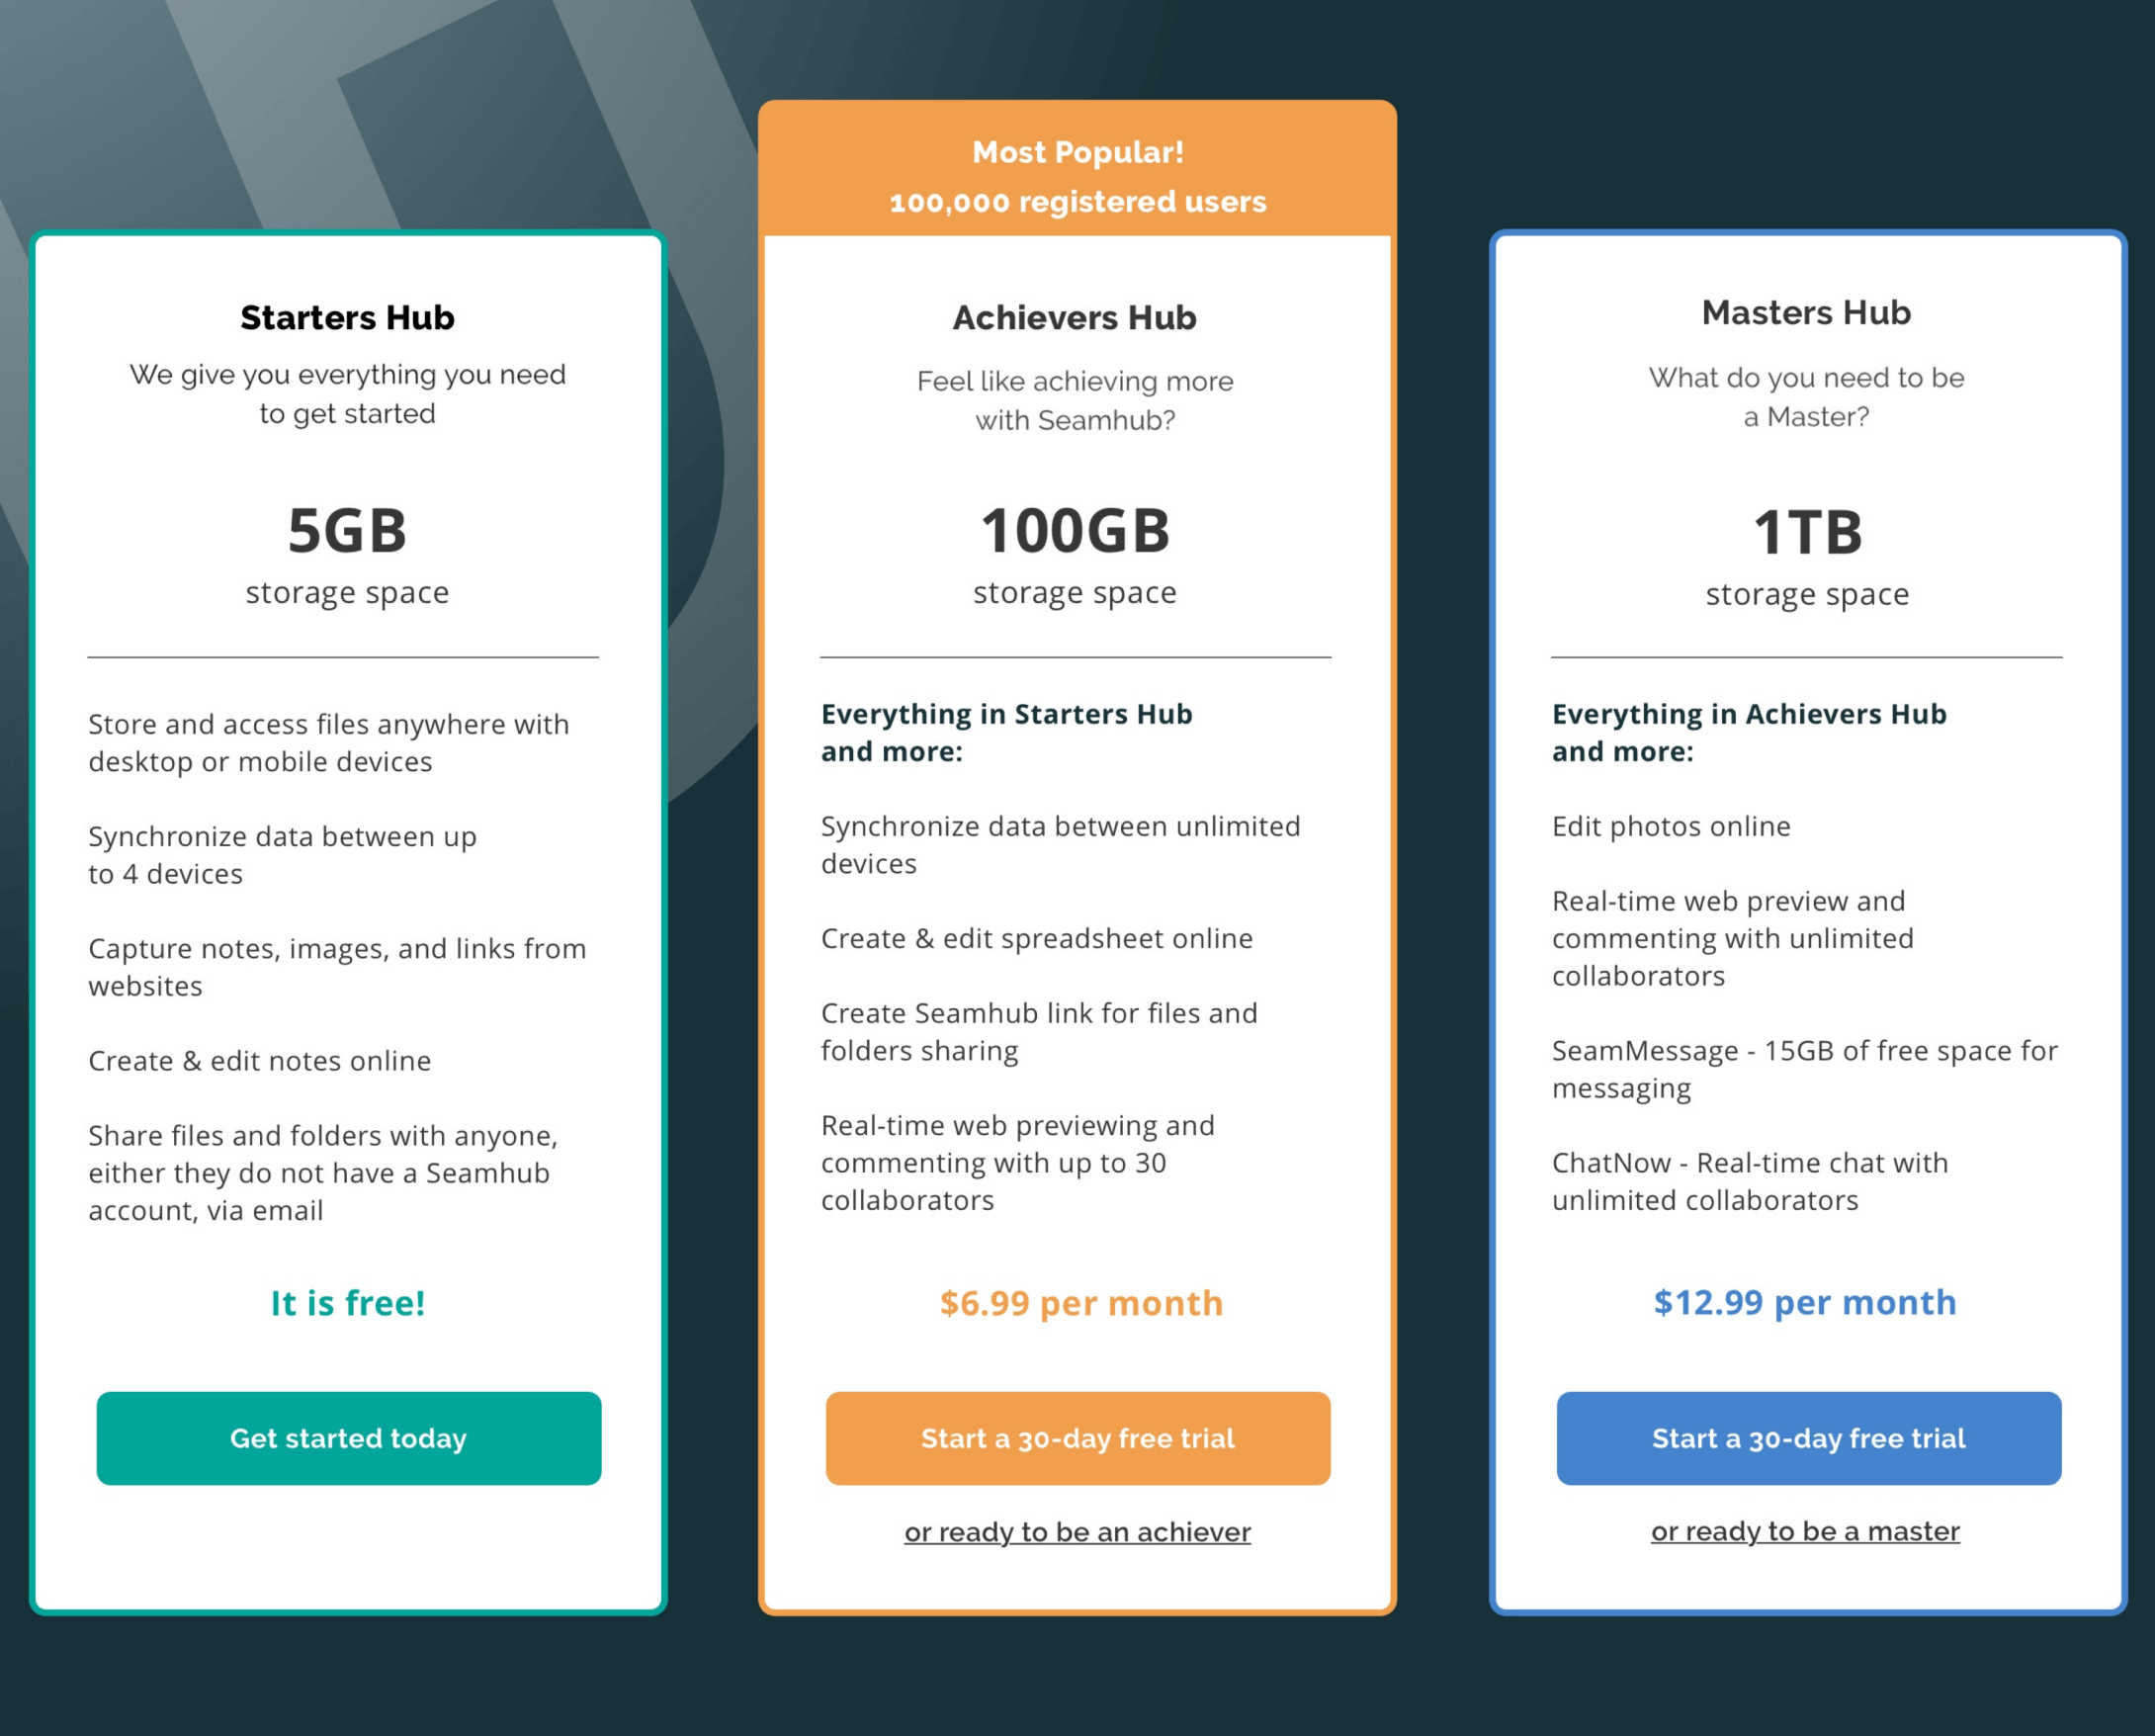 Starters Hub
We give you everything you need
to get started
5GB
storage space
Store and access files anywhere with
desktop or mobile devices
Synchronize data between up
to 4 devices
Capture notes, images, and links from
websites
Create & edit notes online
Share files and folders with anyone,
either they do not have a Seamhub
account, via email
It is free!
Get started today
Most Popular!
100,000 registered users
Achievers Hub
Feel like achieving more
with Seamhub?
100GB
storage space
Everything in Starters Hub
and more:
Synchronize data between unlimited
devices
Create & edit spreadsheet online
Create Seamhub link for files and
folders sharing
Real-time web previewing and
commenting with up to 30
collaborators
$6.99 per month
Start a 30-day free trial
or ready to be an achiever
Masters Hub
What do you need to be
a Master?
1TB
storage space
Everything in Achievers Hub
and more:
Edit photos online
Real-time web preview and
commenting with unlimited
collaborators
SeamMessage - 15GB of free space for
messaging
ChatNow - Real-time chat with
unlimited collaborators
$12.99 per month
Start a 30-day free trial
or ready to be a master